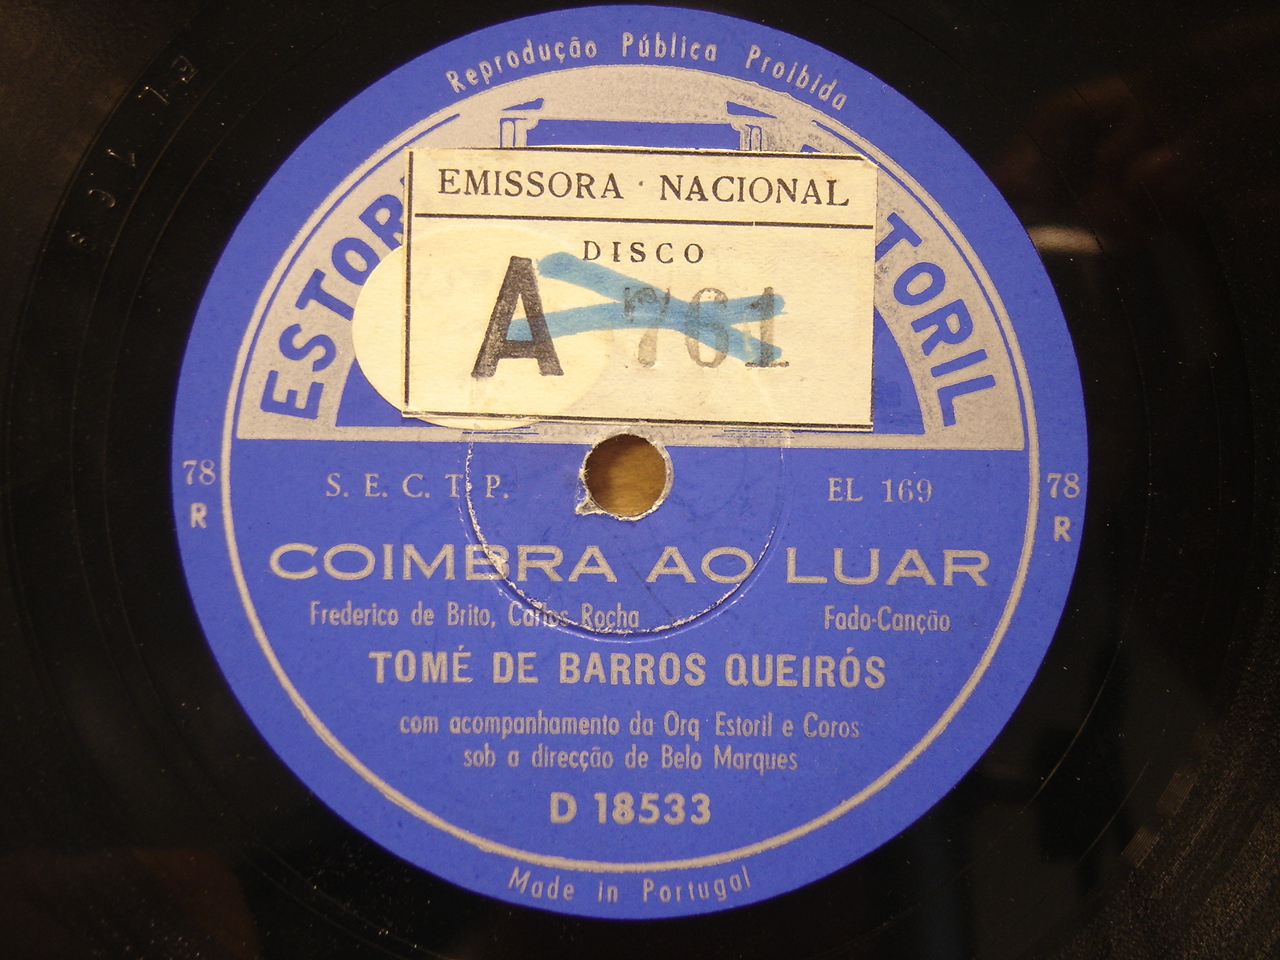 Reprodução Pública Proibida
ESTORIL
EMISSORA · NACIONAL
DISCO
A 761
78 R
78 R
S. E. C. T. P.
EL 169
COIMBRA AO LUAR
Frederico de Brito, Carlos Rocha
Fado-Canção
TOMÉ DE BARROS QUEIRÓS
com acompanhamento da Orq Estoril e Coros
sob a direcção de Belo Marques
D 18533
Made in Portugal